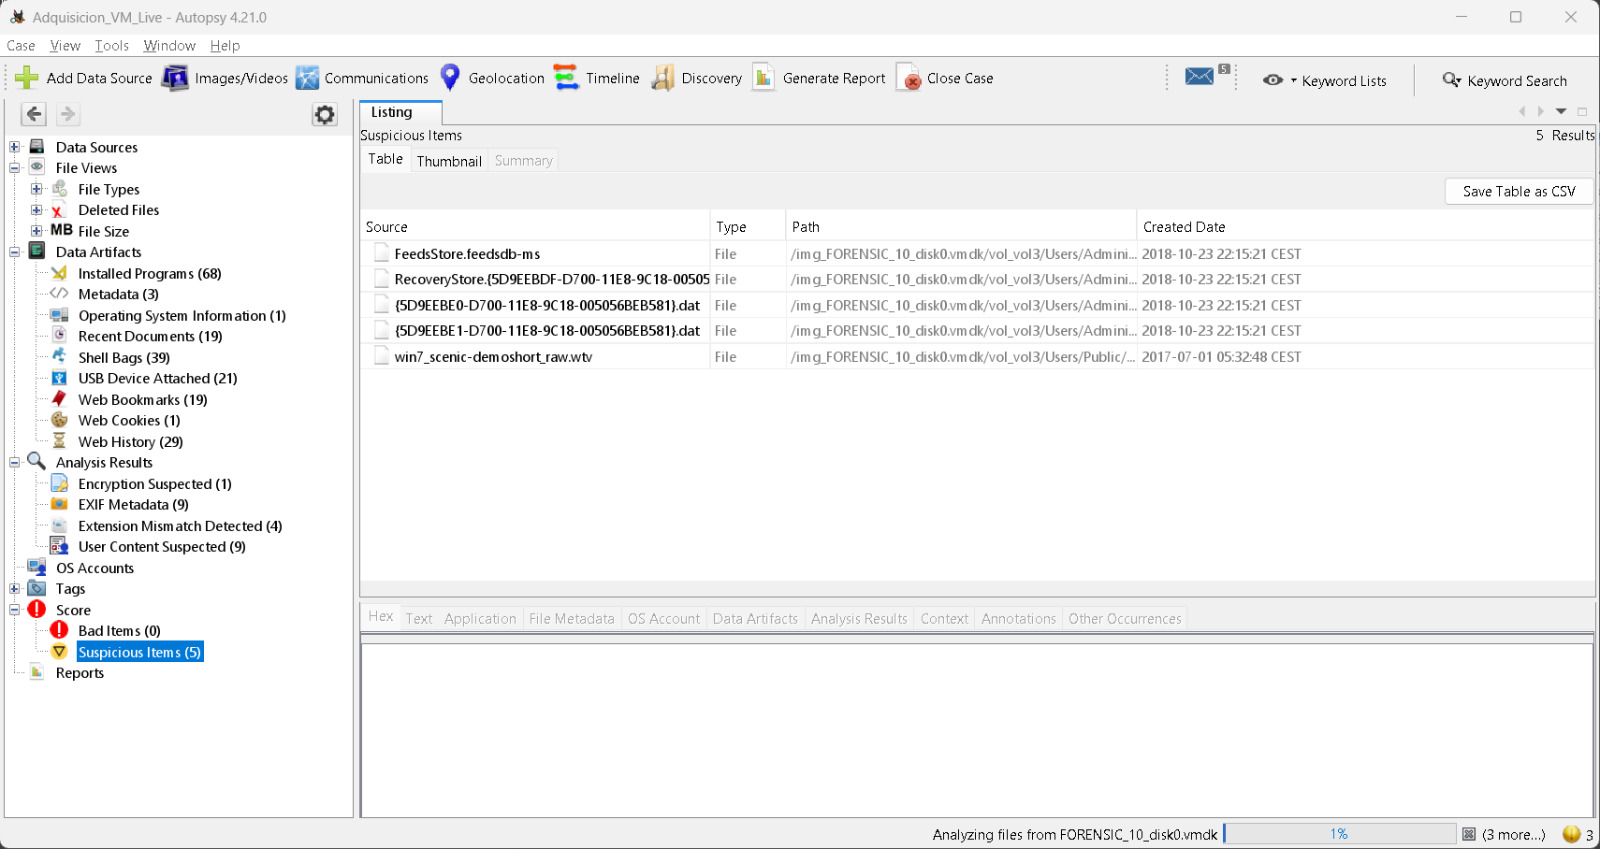 Adquisicion_VM_Live - Autopsy 4.21.0
Case View Tools Window Help
Add Data Source Images/Videos Communications Geolocation Timeline Discovery Generate Report Close Case 5 Keyword Lists Keyword Search
Listing
Suspicious Items 5 Results
Table Thumbnail Summary
Save Table as CSV
Source Type Path Created Date
FeedsStore.feedsdb-ms File /img_FORENSIC_10_disk0.vmdk/vol_vol3/Users/Admini... 2018-10-23 22:15:21 CEST
RecoveryStore.{5D9EEBDF-D700-11E8-9C18-00505 File /img_FORENSIC_10_disk0.vmdk/vol_vol3/Users/Admini... 2018-10-23 22:15:21 CEST
{5D9EEBE0-D700-11E8-9C18-005056BEB581}.dat File /img_FORENSIC_10_disk0.vmdk/vol_vol3/Users/Admini... 2018-10-23 22:15:21 CEST
{5D9EEBE1-D700-11E8-9C18-005056BEB581}.dat File /img_FORENSIC_10_disk0.vmdk/vol_vol3/Users/Admini... 2018-10-23 22:15:21 CEST
win7_scenic-demoshort_raw.wtv File /img_FORENSIC_10_disk0.vmdk/vol_vol3/Users/Public/... 2017-07-01 05:32:48 CEST
Data Sources
File Views
File Types
Deleted Files
MB File Size
Data Artifacts
Installed Programs (68)
Metadata (3)
Operating System Information (1)
Recent Documents (19)
Shell Bags (39)
USB Device Attached (21)
Web Bookmarks (19)
Web Cookies (1)
Web History (29)
Analysis Results
Encryption Suspected (1)
EXIF Metadata (9)
Extension Mismatch Detected (4)
User Content Suspected (9)
OS Accounts
Tags
Score
Bad Items (0)
Suspicious Items (5)
Reports
Hex Text Application File Metadata OS Account Data Artifacts Analysis Results Context Annotations Other Occurrences
Analyzing files from FORENSIC_10_disk0.vmdk 1% (3 more...) 3